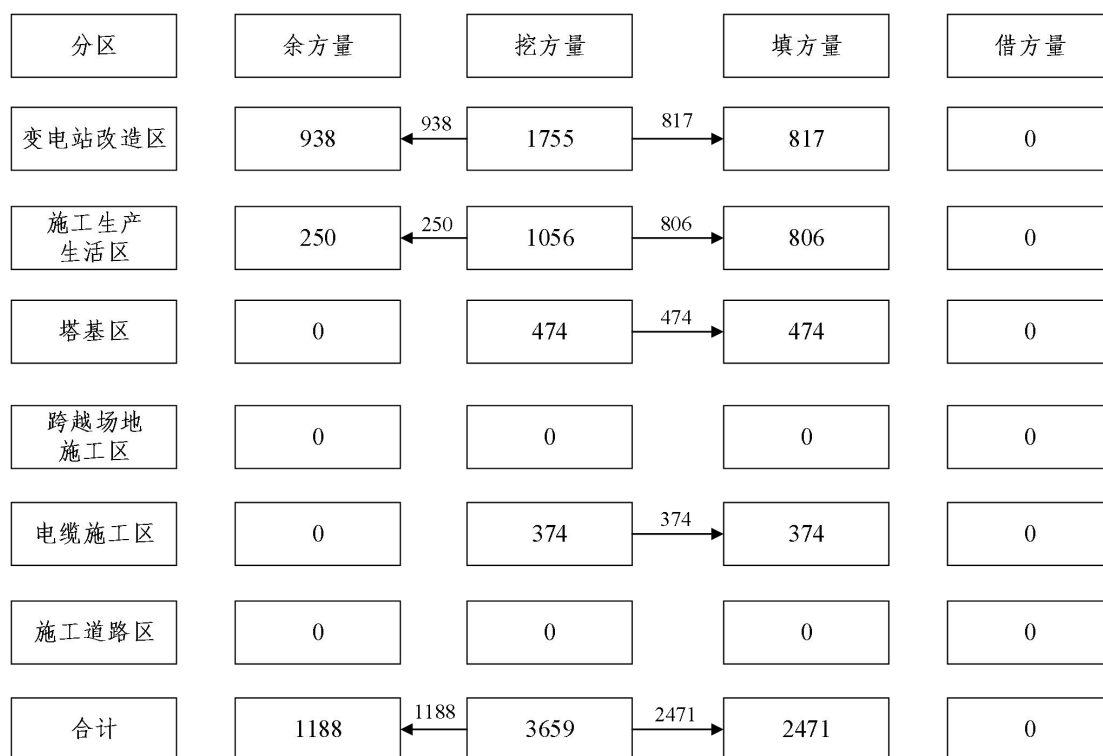 分区 余方量 挖方量 填方量 借方量
变电站改造区 938 938 1755 817 817 0
施工生产
生活区 250 250 1056 806 806 0
塔基区 0 474 474 474 0
跨越场地
施工区 0 0 0 0
电缆施工区 0 374 374 374 0
施工道路区 0 0 0 0
合计 1188 1188 3659 2471 2471 0